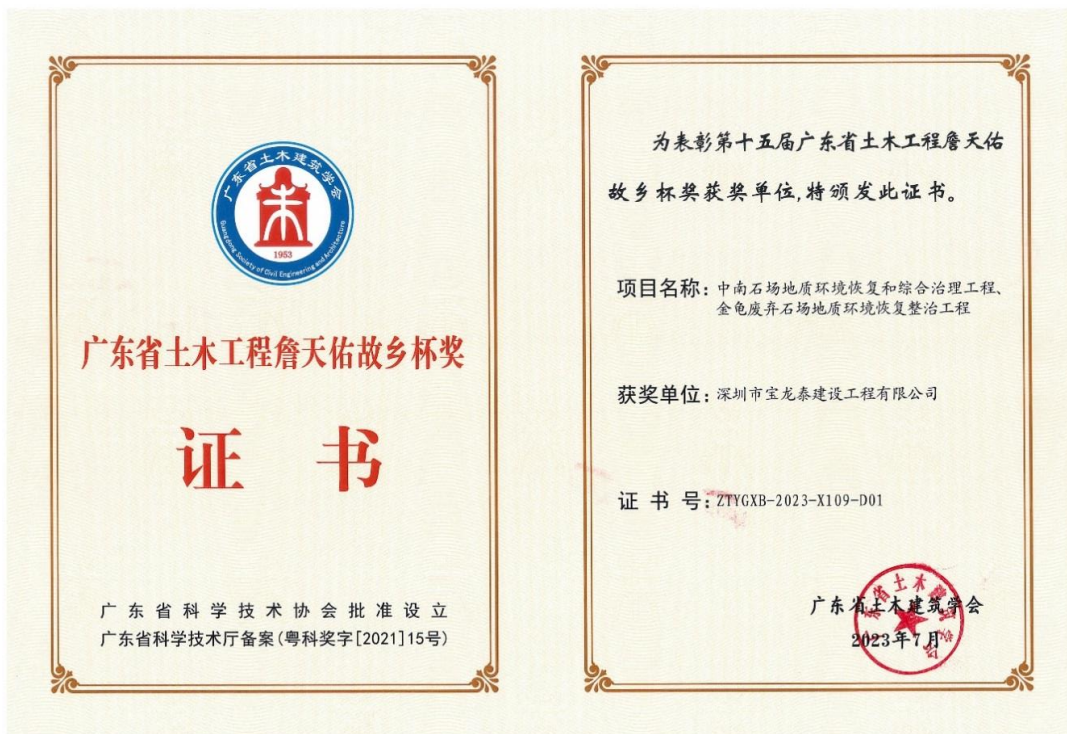 广东省土木建筑学会
1953
Guangdong Society of Civil Engineering and Architecture
广东省土木工程詹天佑故乡杯奖
证 书
广东省科学技术协会批准设立
广东省科学技术厅备案(粤科奖字[2021]15号)
为表彰第十五届广东省土木工程詹天佑
故乡杯奖获奖单位,特颁发此证书。
项目名称:中南石场地质环境恢复和综合治理工程、
金龟废弃石场地质环境恢复整治工程
获奖单位:深圳市宝龙泰建设工程有限公司
证 书 号:ZTYGXB-2023-X109-D01
广东省土木建筑学会
2023年7月
广东省土木建筑学会